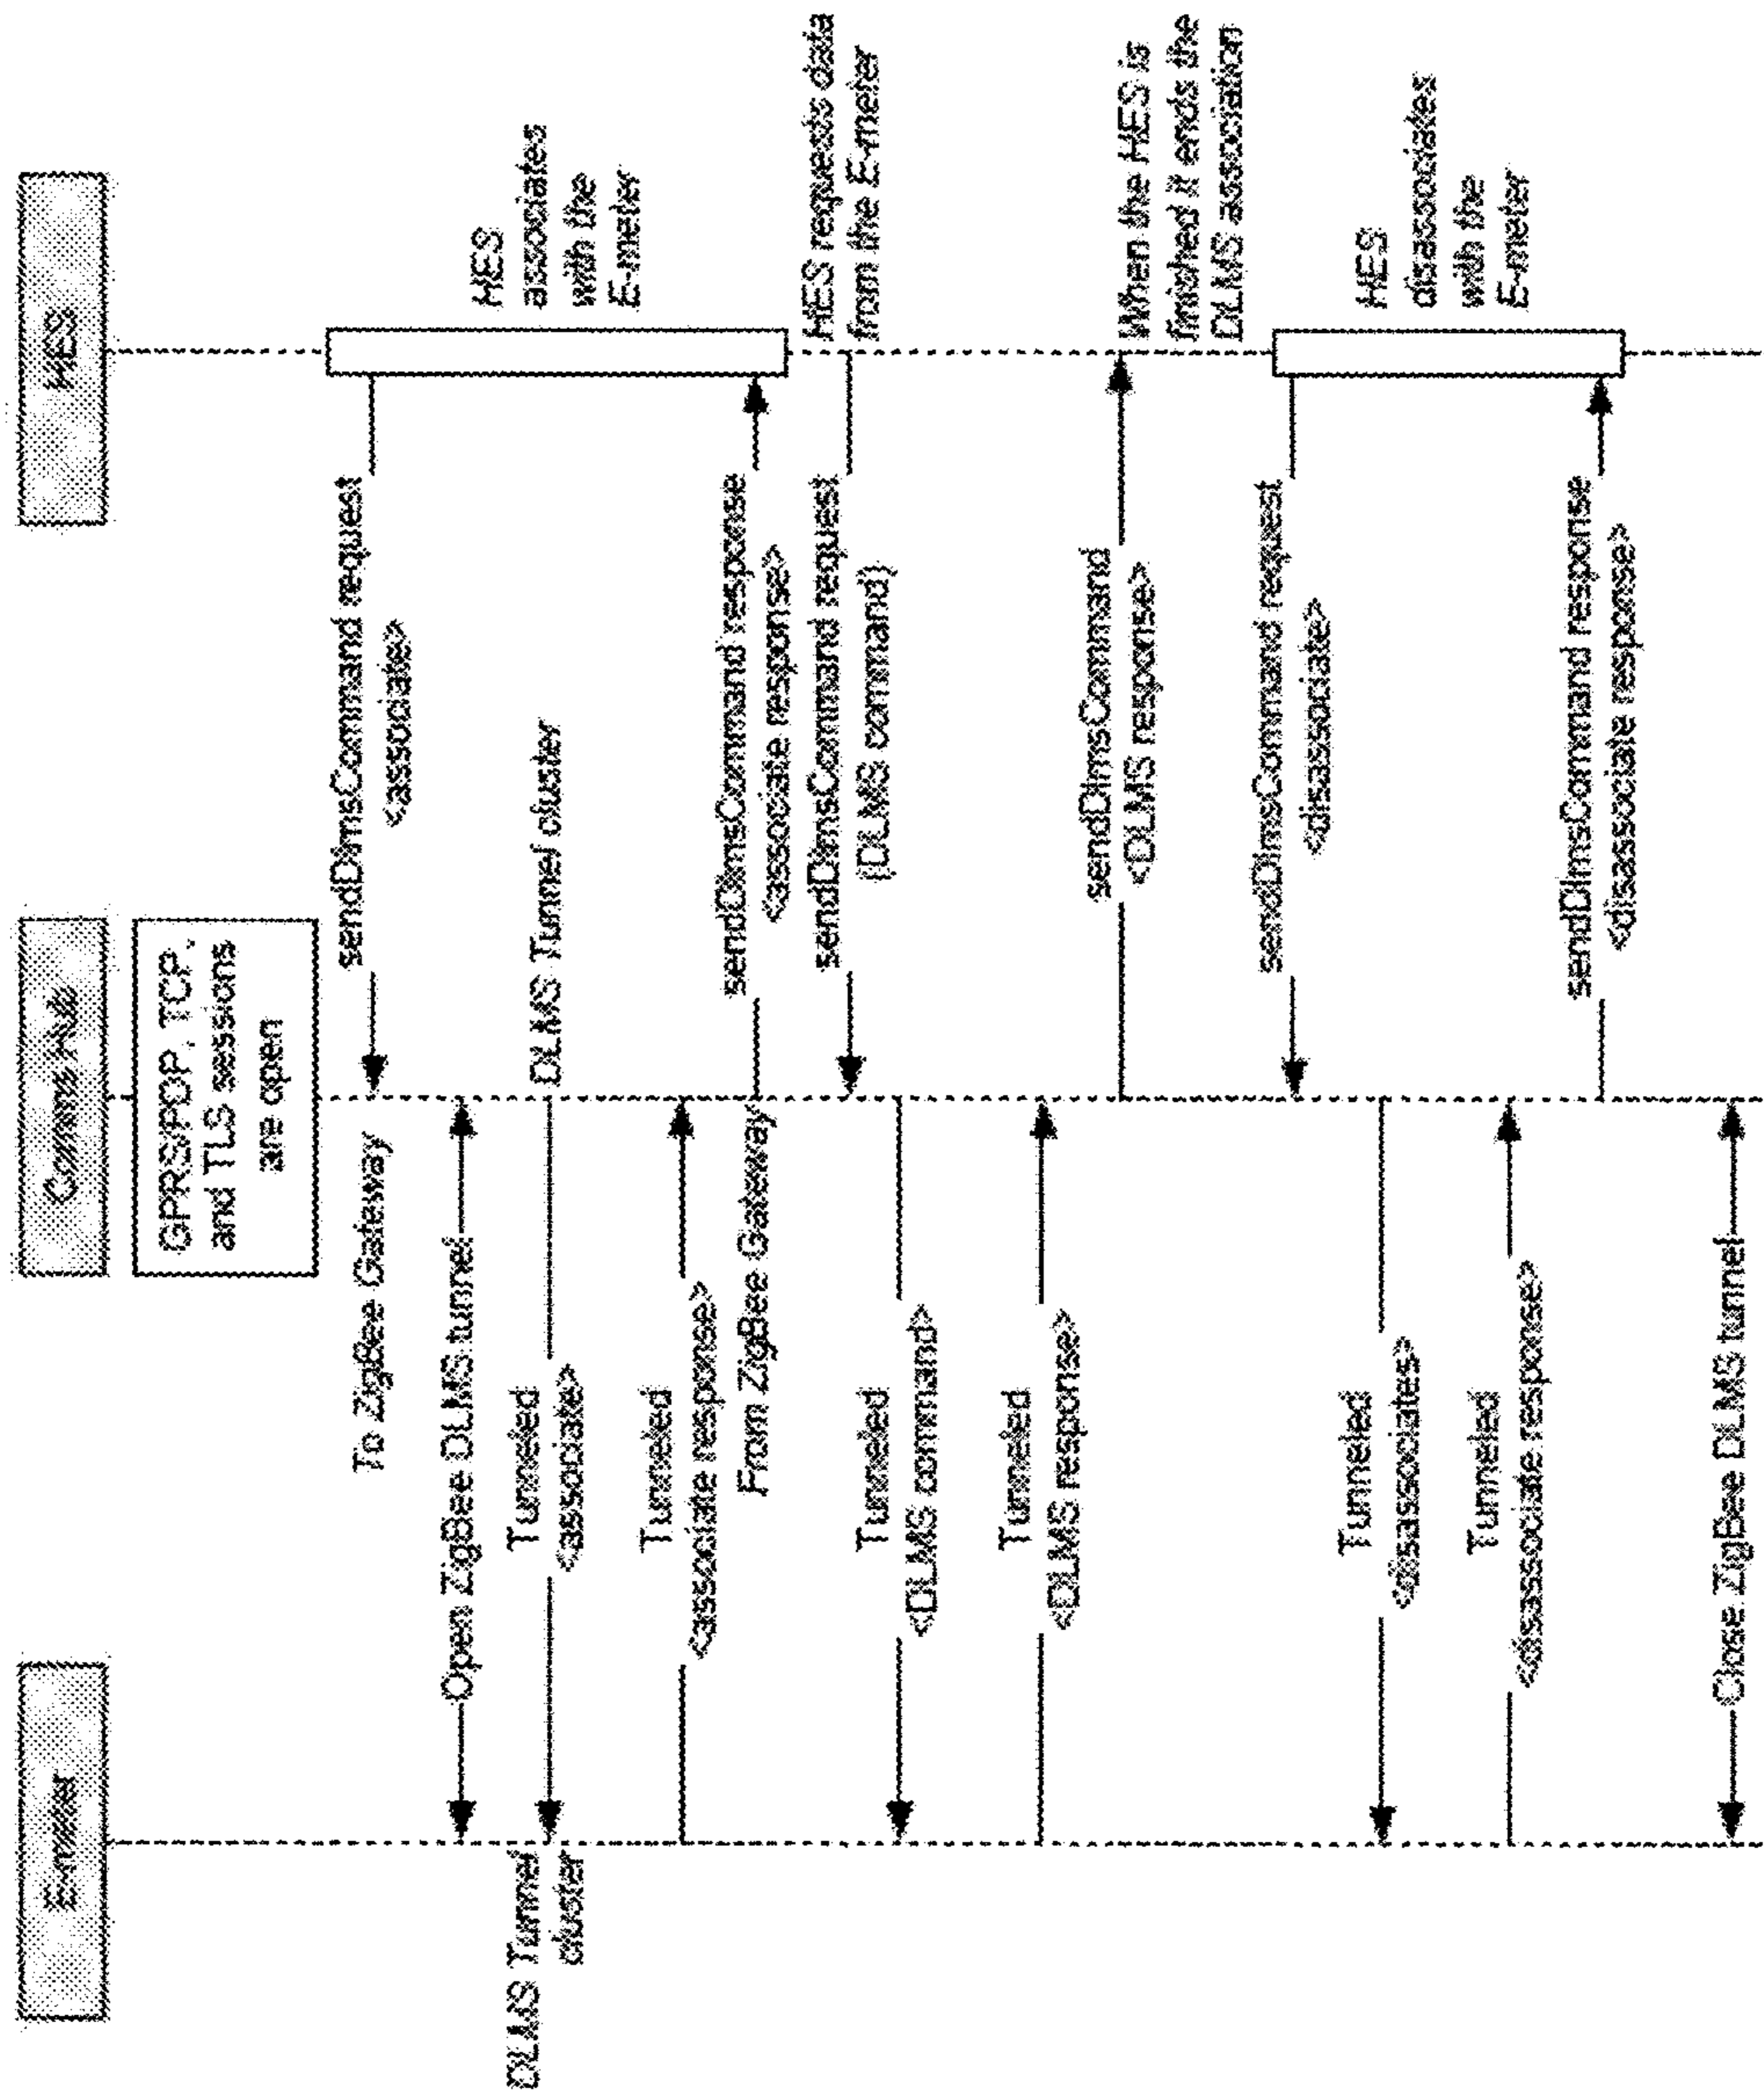 E-meter
Comms Hub
HES
GPRS/PDP, TCP,
and TLS sessions
are open
sendDlmsCommand request
<associate>
To ZigBee Gateway
HES
associates
with the
E-meter
Open ZigBee DLMS tunnel
DLMS Tunnel
cluster
Tunneled
<associate>
DLMS Tunnel cluster
Tunneled
<associate response>
From ZigBee Gateway
sendDlmsCommand response
<associate response>
sendDlmsCommand request
(DLMS command)
HES requests data
from the E-meter
Tunneled
<DLMS command>
Tunneled
<DLMS response>
sendDlmsCommand
<DLMS response>
When the HES is
finished it ends the
DLMS association
sendDlmsCommand request
<disassociate>
HES
disassociates
with the
E-meter
Tunneled
<disassociates>
Tunneled
<disassociate response>
sendDlmsCommand response
<disassociate response>
Close ZigBee DLMS tunnel